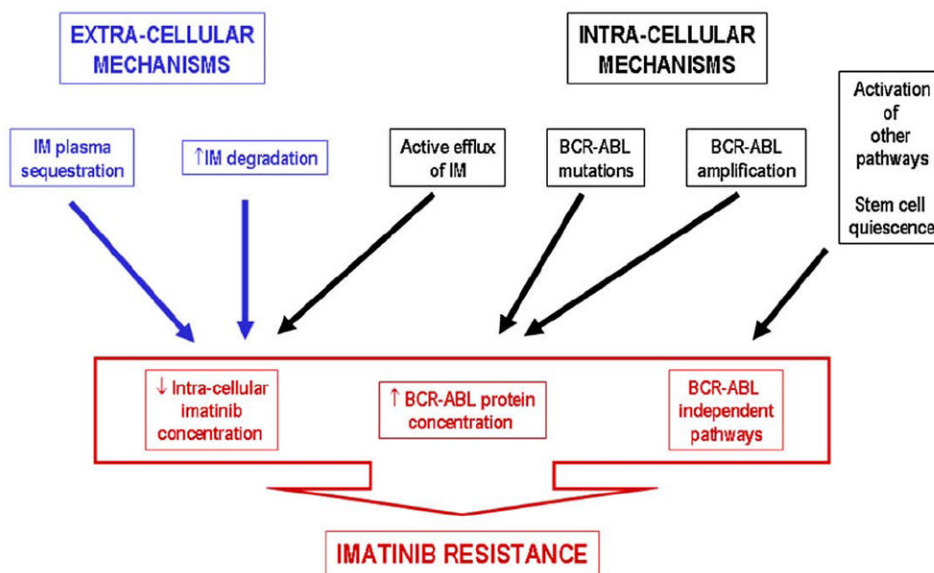 EXTRA-CELLULAR
MECHANISMS
INTRA-CELLULAR
MECHANISMS
IM plasma
sequestration
↑IM degradation
Active efflux
of IM
BCR-ABL
mutations
BCR-ABL
amplification
Activation
of
other
pathways
Stem cell
quiescence
↓ Intra-cellular
imatinib
concentration
↑ BCR-ABL protein
concentration
BCR-ABL
independent
pathways
IMATINIB RESISTANCE